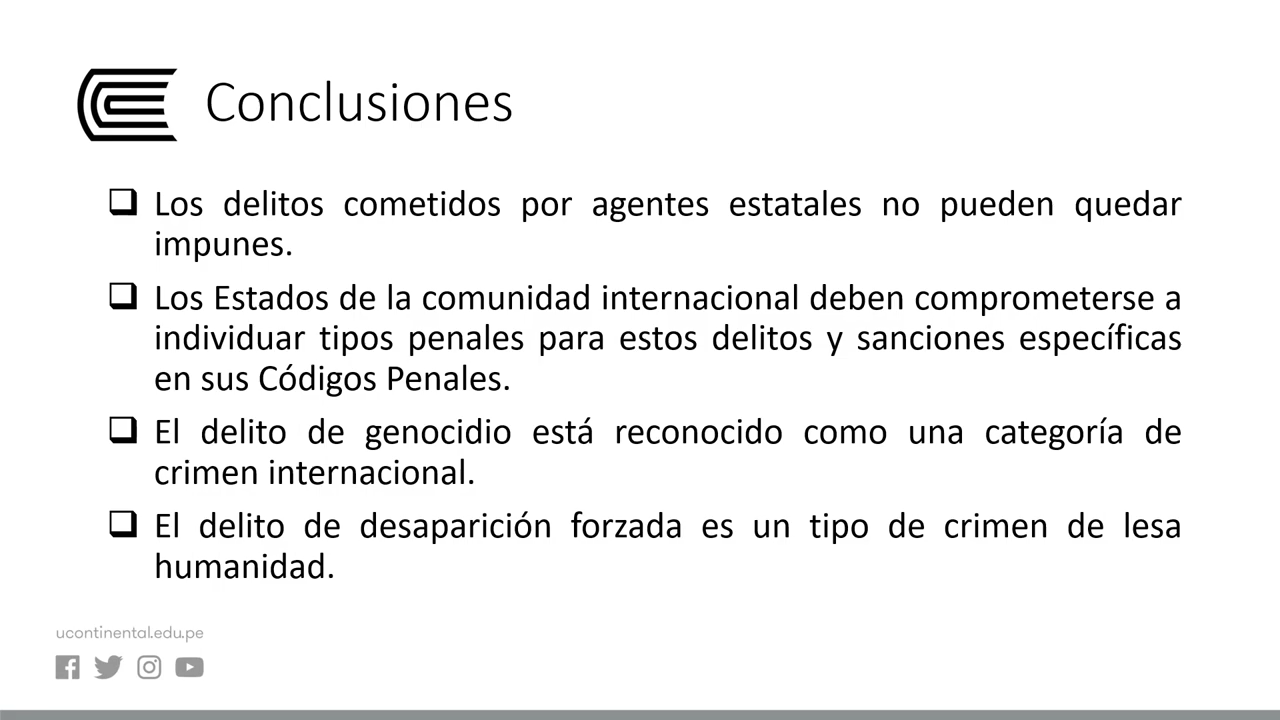 Conclusiones
Los delitos cometidos por agentes estatales no pueden quedar
impunes.
Los Estados de la comunidad internacional deben comprometerse a
individuar tipos penales para estos delitos y sanciones específicas
en sus Códigos Penales.
El delito de genocidio está reconocido como una categoría de
crimen internacional.
El delito de desaparición forzada es un tipo de crimen de lesa
humanidad.
ucontinental.edu.pe